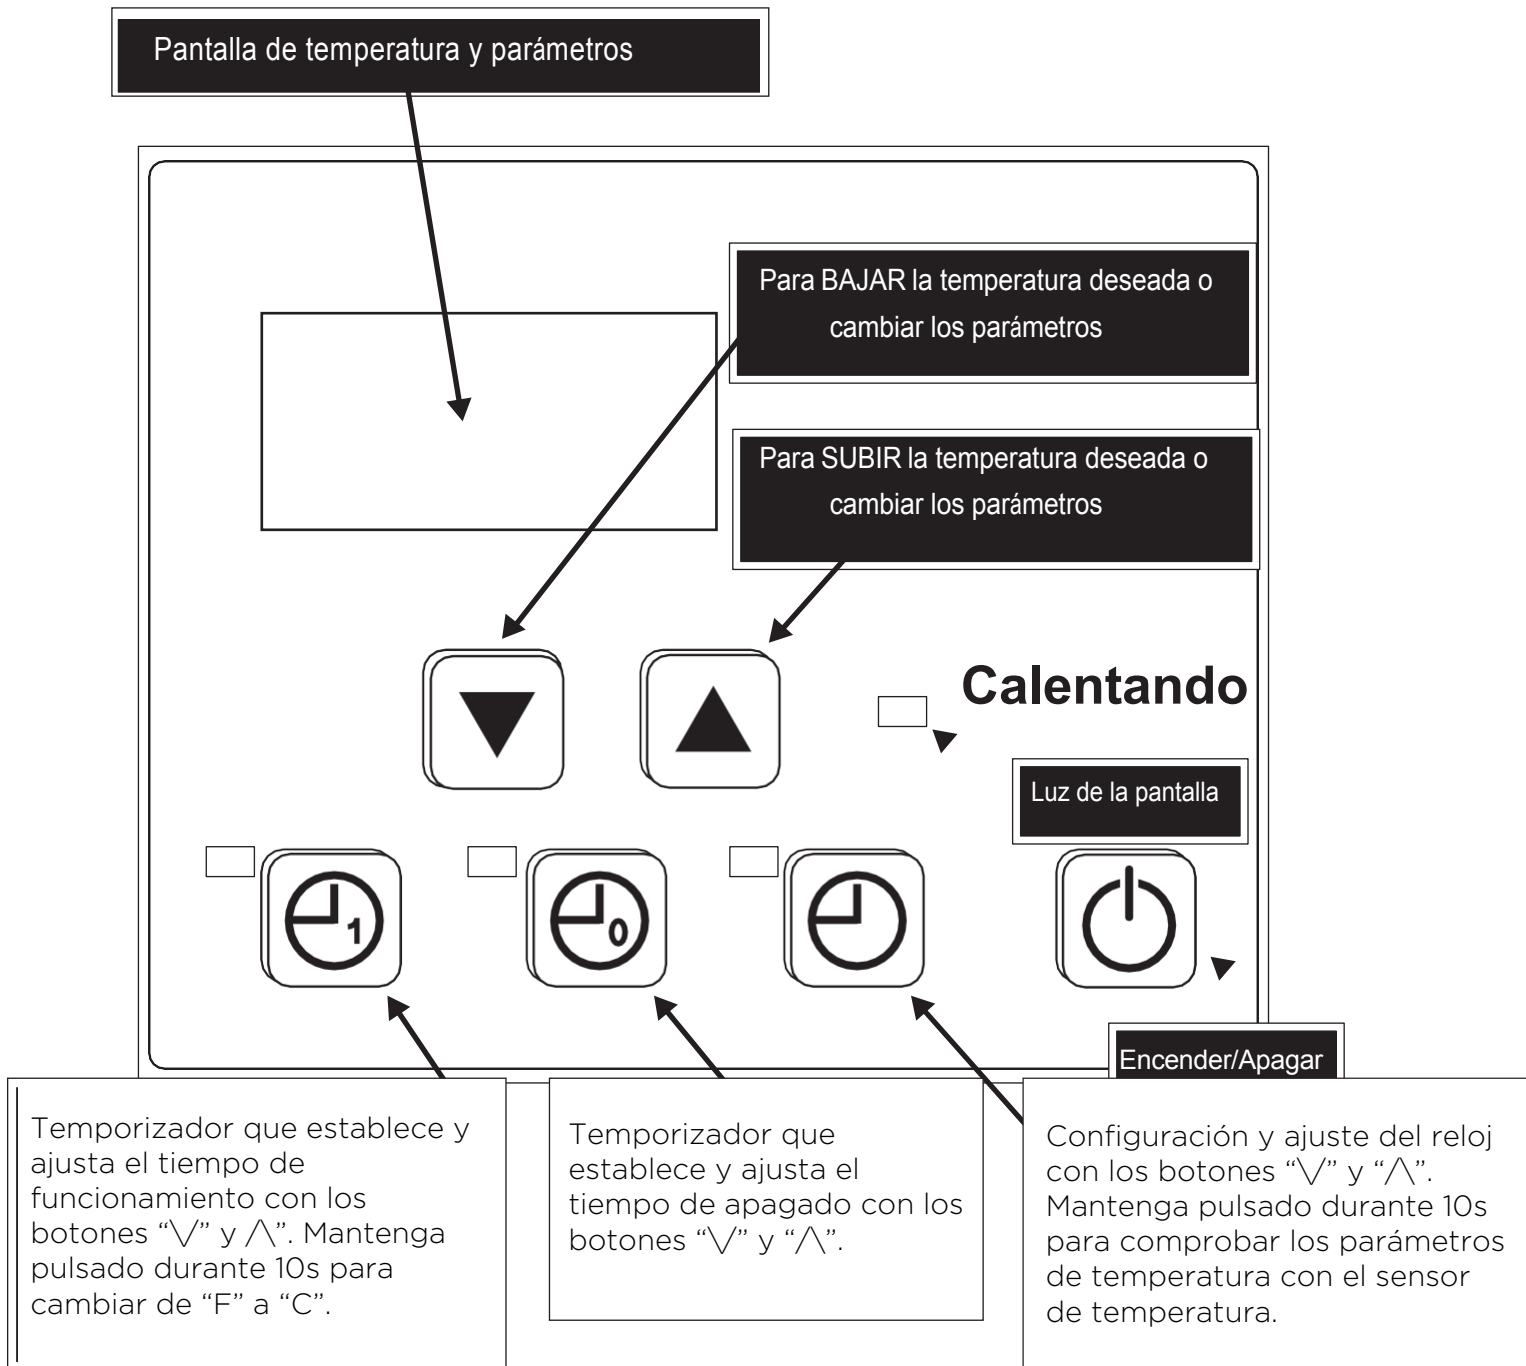 Pantalla de temperatura y parámetros
Para BAJAR la temperatura deseada o
cambiar los parámetros
Para SUBIR la temperatura deseada o
cambiar los parámetros
Calentando
Luz de la pantalla
1
0
Encender/Apagar
Temporizador que establece y
ajusta el tiempo de
funcionamiento con los
botones “\/” y /\”. Mantenga
pulsado durante 10s para
cambiar de “F” a “C”.
Temporizador que
establece y ajusta el
tiempo de apagado con los
botones “\/” y “/\”.
Configuración y ajuste del reloj
con los botones “\/” y “/\”.
Mantenga pulsado durante 10s
para comprobar los parámetros
de temperatura con el sensor
de temperatura.